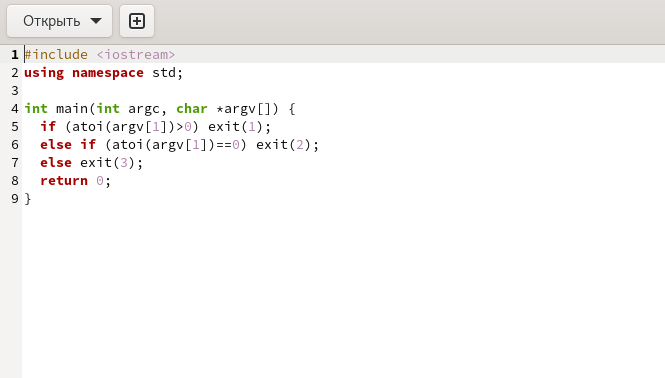 Открыть
1 #include <iostream>
2 using namespace std;
3
4 int main(int argc, char *argv[]) {
5   if (atoi(argv[1])>0) exit(1);
6   else if (atoi(argv[1])==0) exit(2);
7   else exit(3);
8   return 0;
9 }